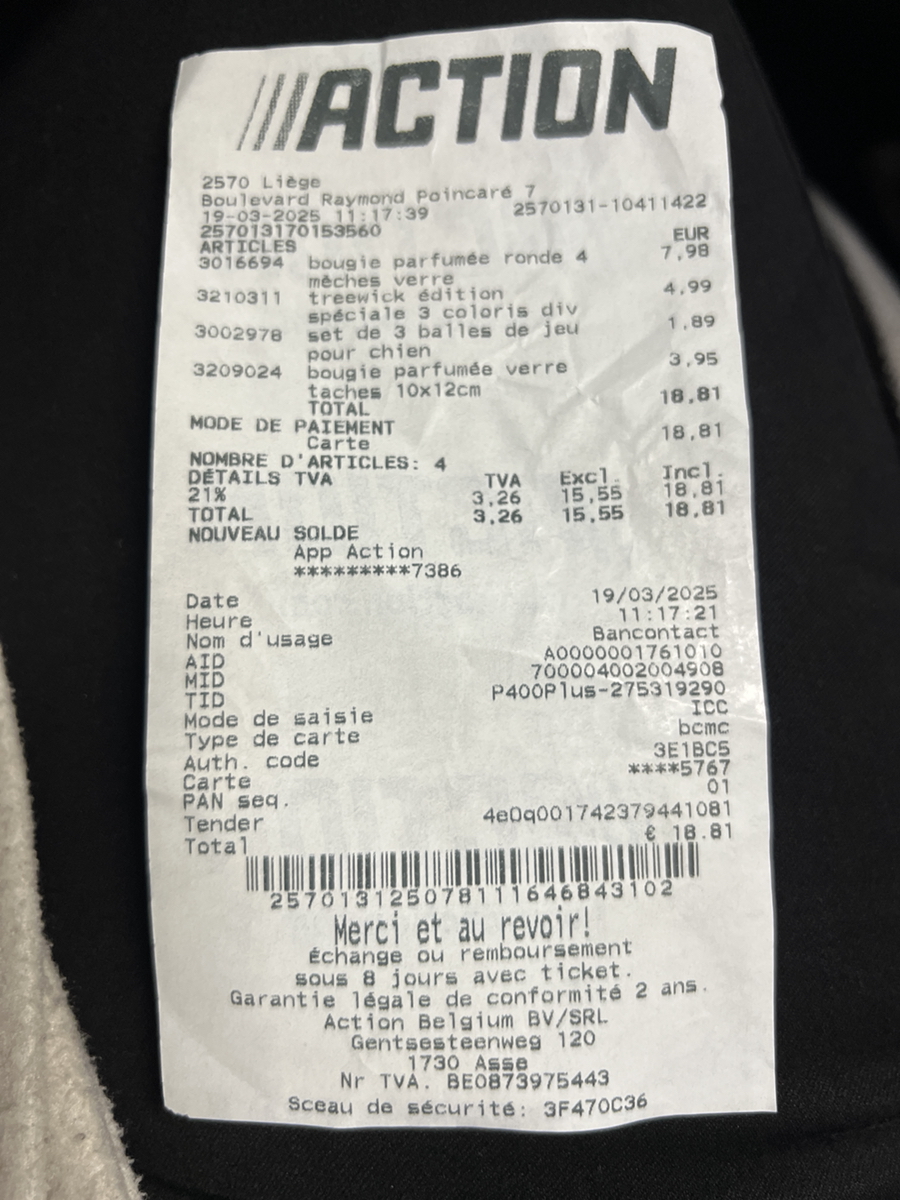 ///ACTION
2570 Liège
Boulevard Raymond Poincaré 7
19-03-2025 11:17:39 2570131-10411422
257013170153560
ARTICLES EUR
3016694 bougie parfumée ronde 4 7,98
mèches verre
3210311 treewick édition 4,99
spéciale 3 coloris div
3002978 set de 3 balles de jeu 1,89
pour chien
3209024 bougie parfumée verre 3,95
taches 10x12cm
TOTAL 18,81
MODE DE PAIEMENT
Carte 18,81
NOMBRE D'ARTICLES: 4
DÉTAILS TVA TVA Excl. Incl.
21% 3,26 15,55 18,81
TOTAL 3,26 15,55 18,81
NOUVEAU SOLDE
App Action
*********7386
Date 19/03/2025
Heure 11:17:21
Nom d'usage Bancontact
AID A0000001761010
MID 700004002004908
TID P400Plus-275319290
Mode de saisie ICC
Type de carte bcmc
Auth. code 3E1BC5
Carte ****5767
PAN seq. 01
Tender 4e0q001742379441081
Total € 18.81
257013125078111646843102
Merci et au revoir!
Échange ou remboursement
sous 8 jours avec ticket.
Garantie légale de conformité 2 ans.
Action Belgium BV/SRL
Gentsesteenweg 120
1730 Asse
Nr TVA. BE0873975443
Sceau de sécurité: 3F470C36